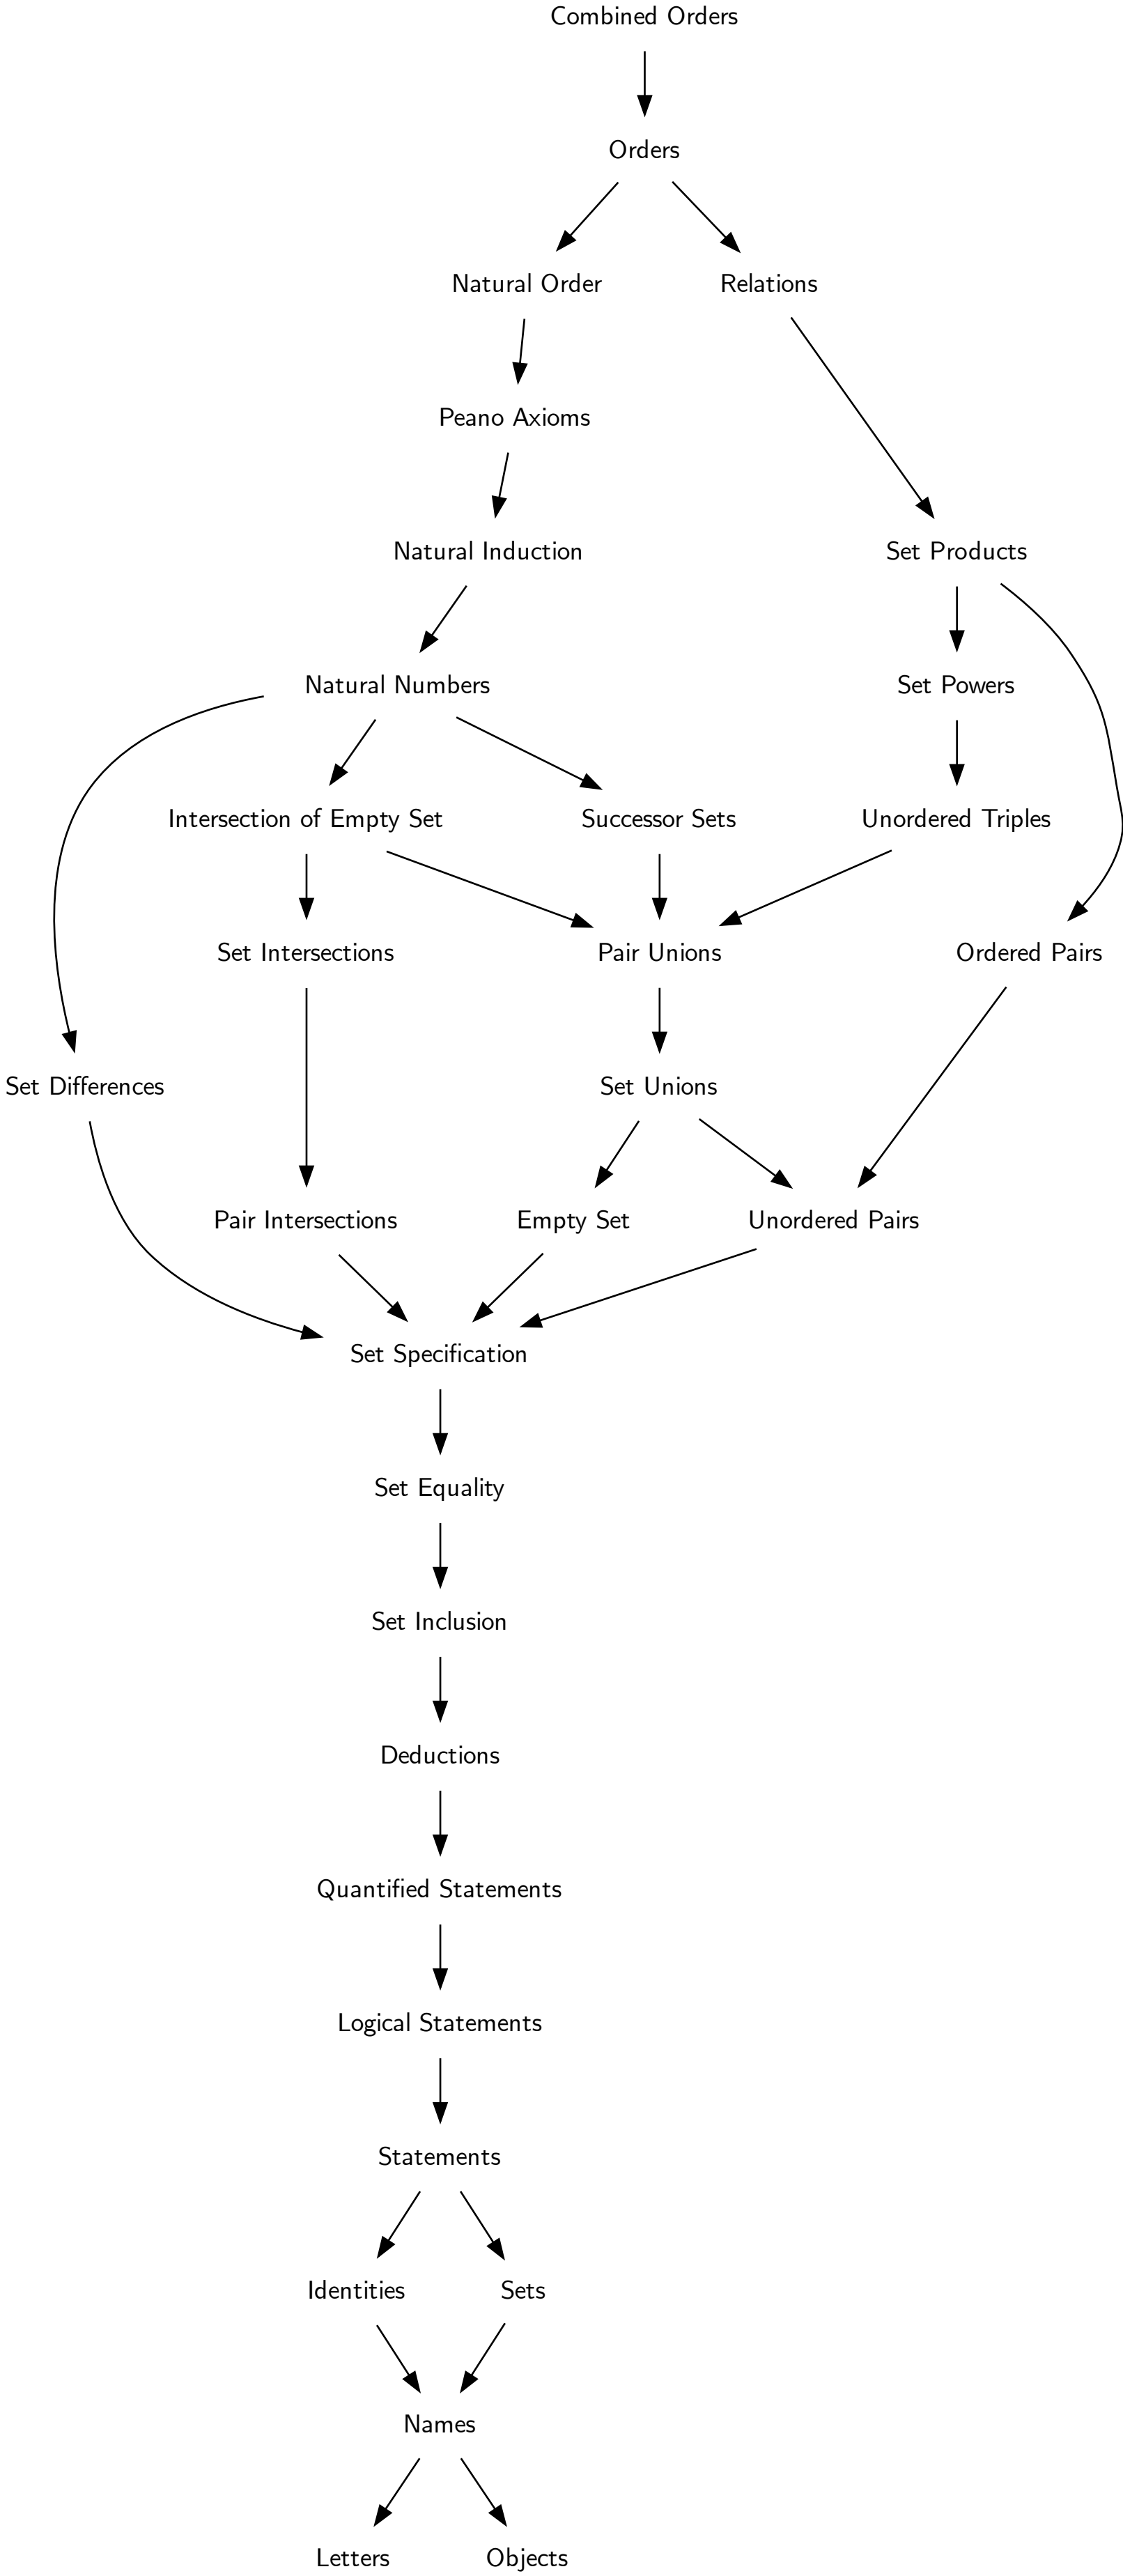 Combined Orders
Orders
Natural Order
Relations
Peano Axioms
Natural Induction
Set Products
Natural Numbers
Set Powers
Intersection of Empty Set
Successor Sets
Unordered Triples
Set Intersections
Pair Unions
Ordered Pairs
Set Differences
Set Unions
Pair Intersections
Empty Set
Unordered Pairs
Set Specification
Set Equality
Set Inclusion
Deductions
Quantified Statements
Logical Statements
Statements
Identities
Sets
Names
Letters
Objects